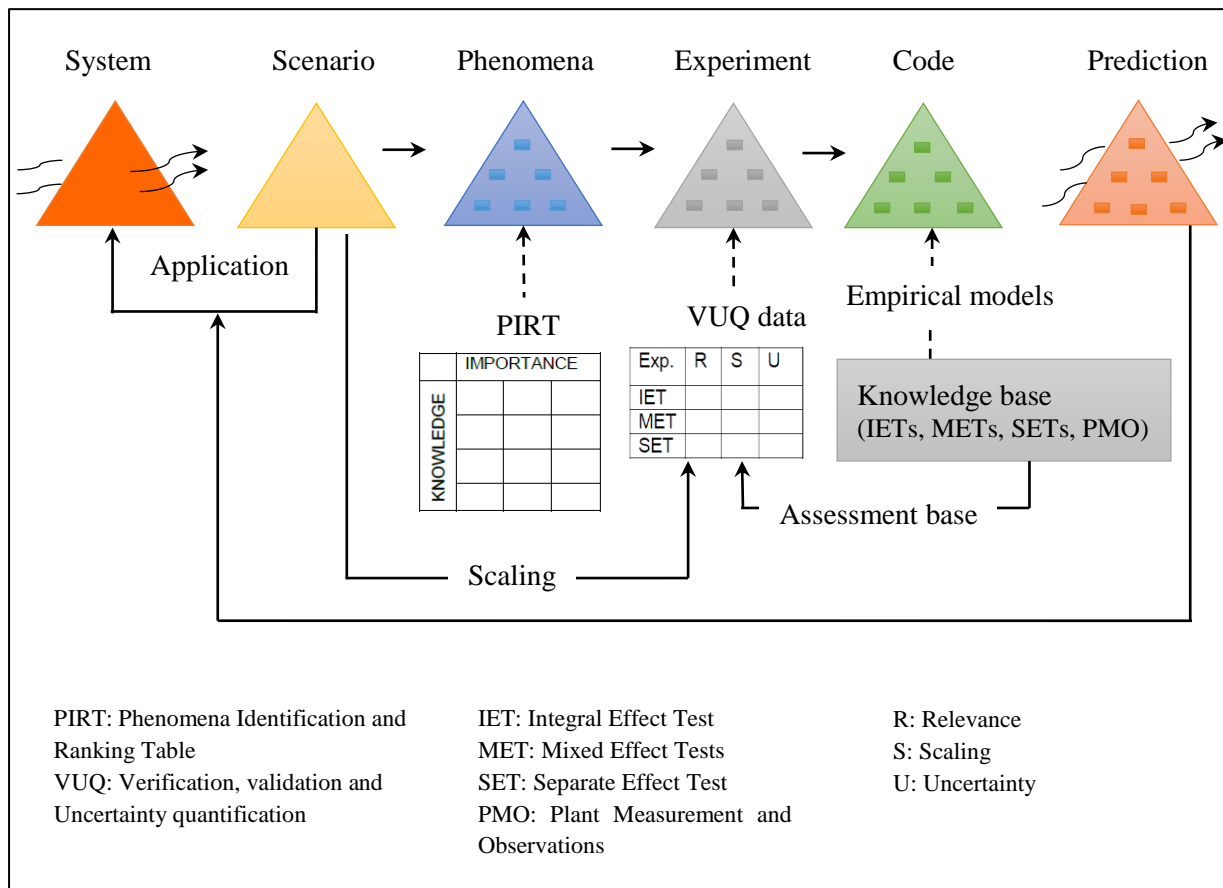 System Scenario Phenomena Experiment Code Prediction
Application
Empirical models
PIRT
VUQ data
IMPORTANCE
KNOWLEDGE
Exp. R S U
IET
MET
SET
Knowledge base
(IETs, METs, SETs, PMO)
Assessment base
Scaling
PIRT: Phenomena Identification and
Ranking Table
VUQ: Verification, validation and
Uncertainty quantification
IET: Integral Effect Test
MET: Mixed Effect Tests
SET: Separate Effect Test
PMO: Plant Measurement and
Observations
R: Relevance
S: Scaling
U: Uncertainty